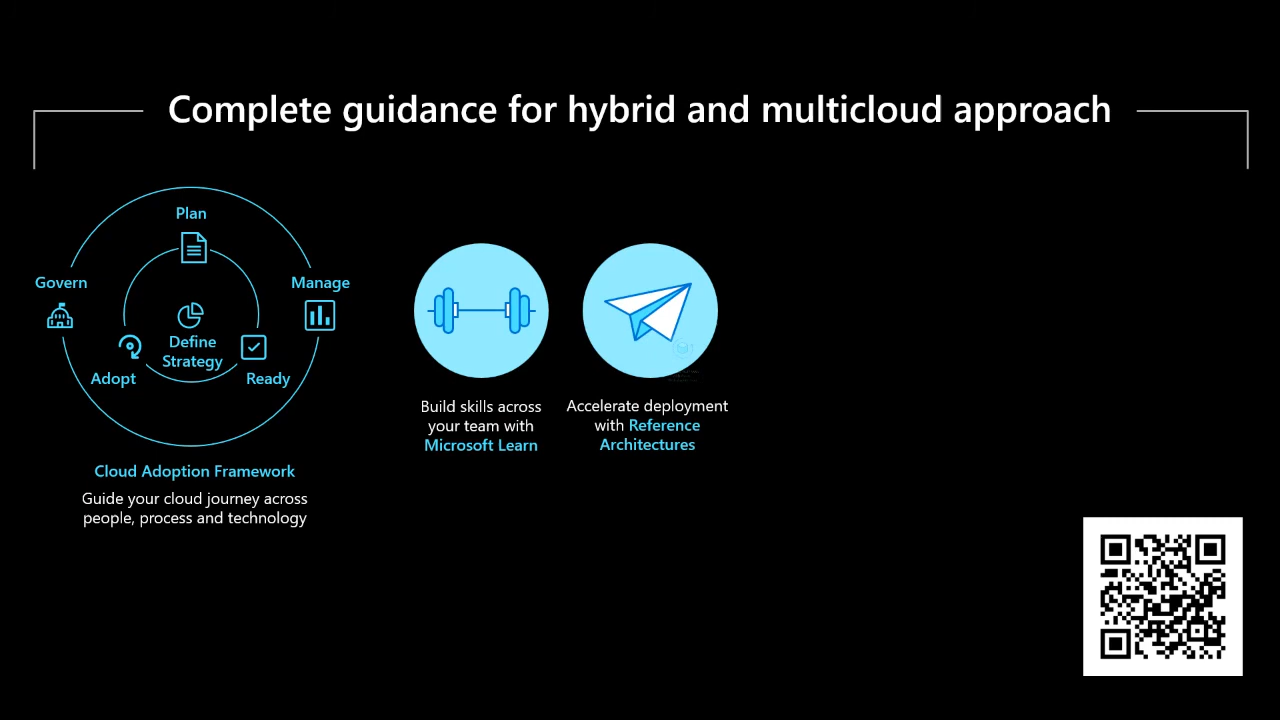 Complete guidance for hybrid and multicloud approach
Plan
Govern
Manage
Define
Strategy
Adopt
Ready
Cloud Adoption Framework
Guide your cloud journey across
people, process and technology
Build skills across
your team with
Microsoft Learn
Accelerate deployment
with Reference
Architectures